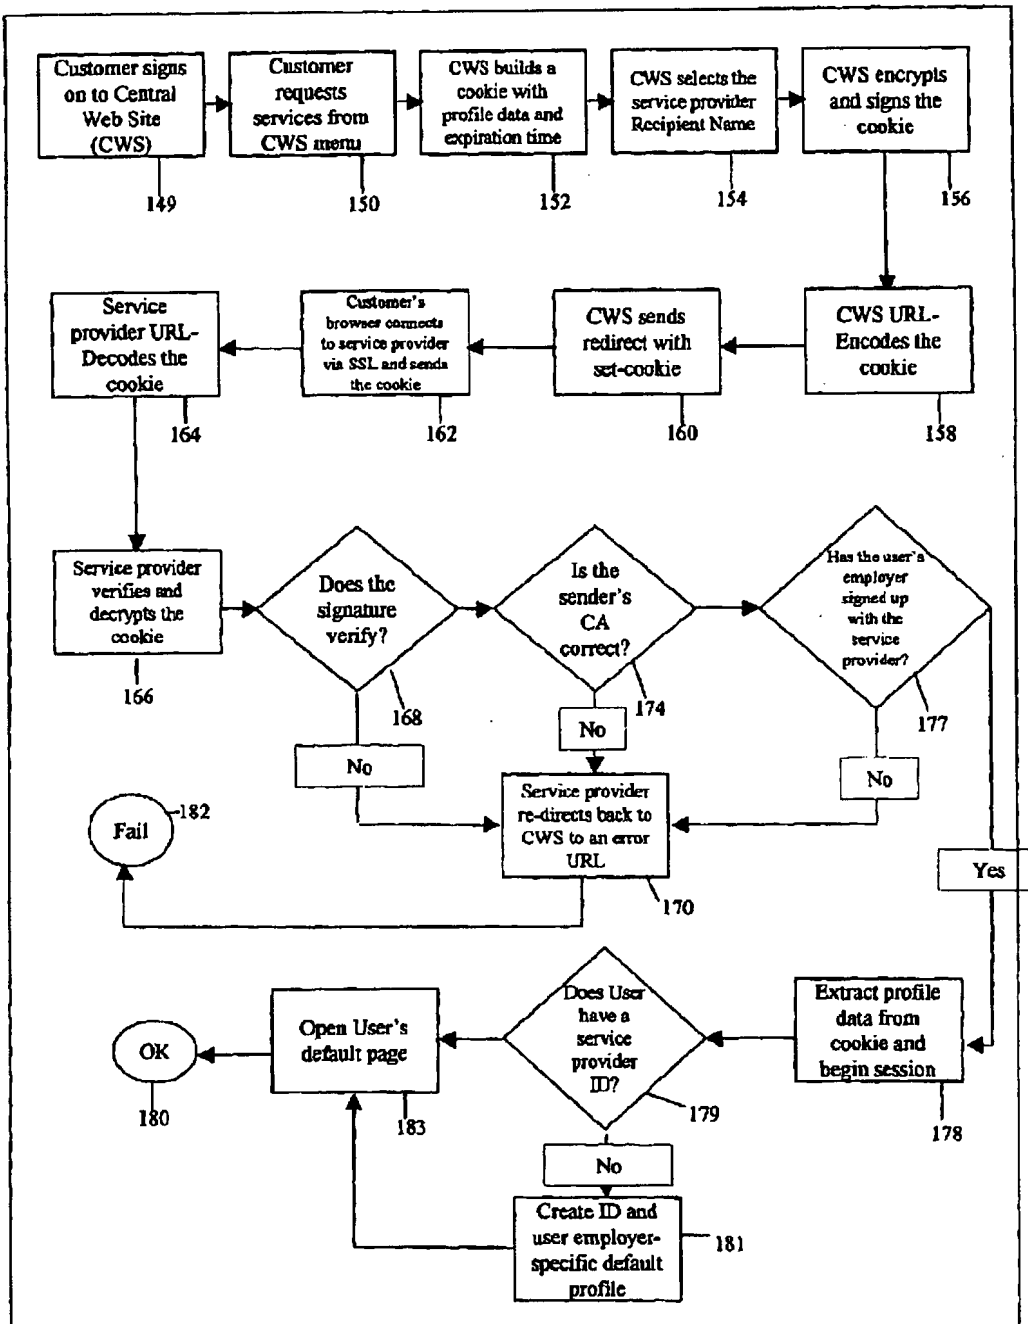 Customer signs
on to Central
Web Site
(CWS)
149
Customer
requests
services from
CWS menu
150
CWS builds a
cookie with
profile data and
expiration time
152
CWS selects the
service provider
Recipient Name
154
CWS encrypts
and signs the
cookie
156
Service
provider URL-
Decodes the
cookie
164
Customer's
browser connects
to service provider
via SSL and sends
the cookie
162
CWS sends
redirect with
set-cookie
160
CWS URL-
Encodes the
cookie
158
Service provider
verifies and
decrypts the
cookie
166
Does the
signature
verify?
168
No
Is the
sender's
CA
correct?
174
No
Has the user's
employer
signed up
with the
service
provider?
177
No
Yes
Fail
182
Service provider
re-directs back to
CWS to an error
URL
170
OK
180
Open User's
default page
183
Does User
have a
service
provider
ID?
179
No
Extract profile
data from
cookie and
begin session
178
Create ID and
user employer-
specific default
profile
181